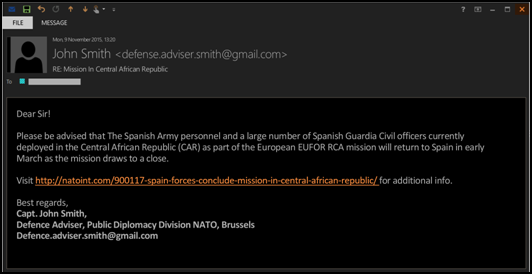 FILE
MESSAGE
Mon, 9 November 2015, 13:20
John Smith <defense.adviser.smith@gmail.com>
RE: Mission In Central African Republic
To
Dear Sir!
Please be advised that The Spanish Army personnel and a large number of Spanish Guardia Civil officers currently
deployed in the Central African Republic (CAR) as part of the European EUFOR RCA mission will return to Spain in early
March as the mission draws to a close.
Visit http://natoint.com/900117-spain-forces-conclude-mission-in-central-african-republic/ for additional info.
Best regards,
Capt. John Smith,
Defence Adviser, Public Diplomacy Division NATO, Brussels
Defence.adviser.smith@gmail.com